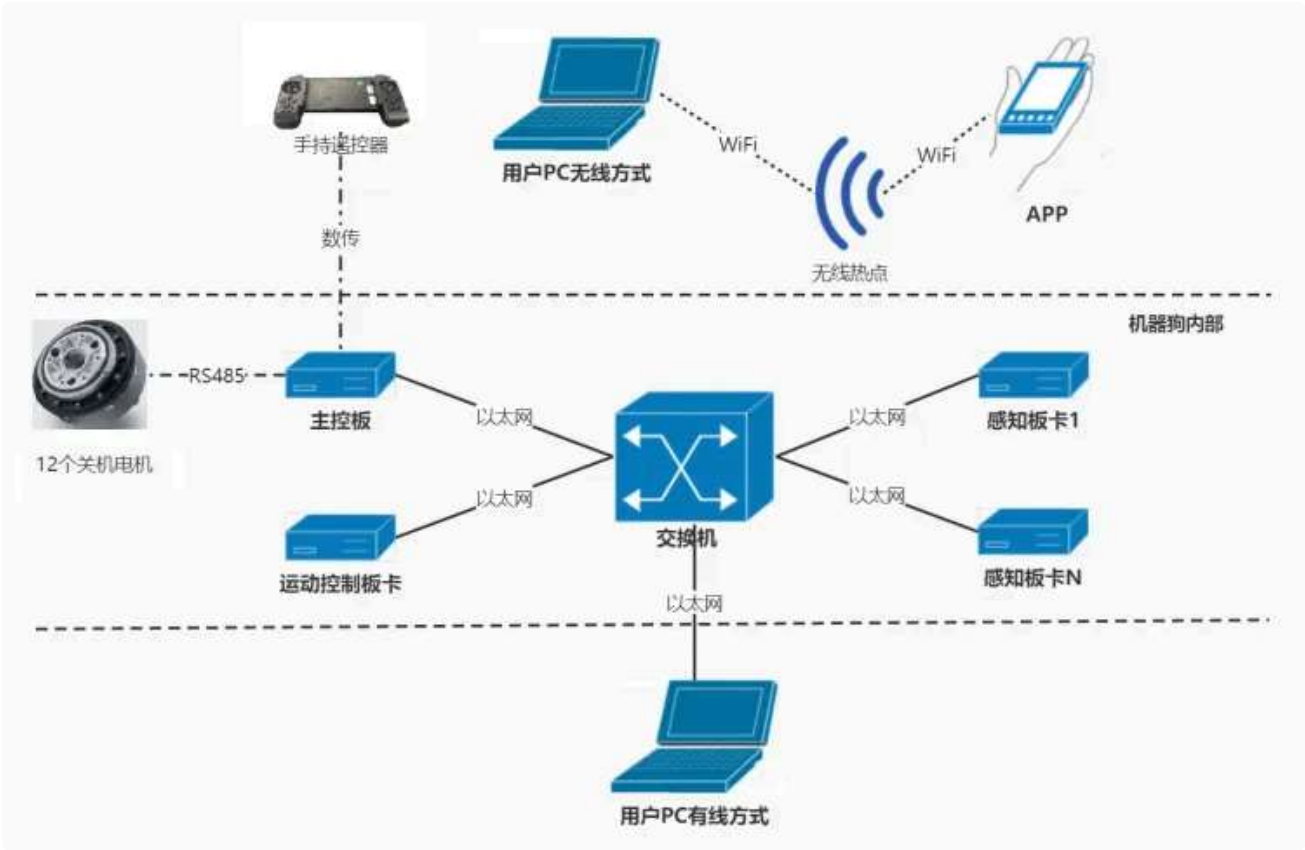 手持遥控器
WiFi
WiFi
用户PC无线方式
APP
数传
无线热点
机器狗内部
RS485
主控板
以太网
以太网
感知板卡1
12个关机电机
以太网
以太网
交换机
运动控制板卡
感知板卡N
以太网
用户PC有线方式